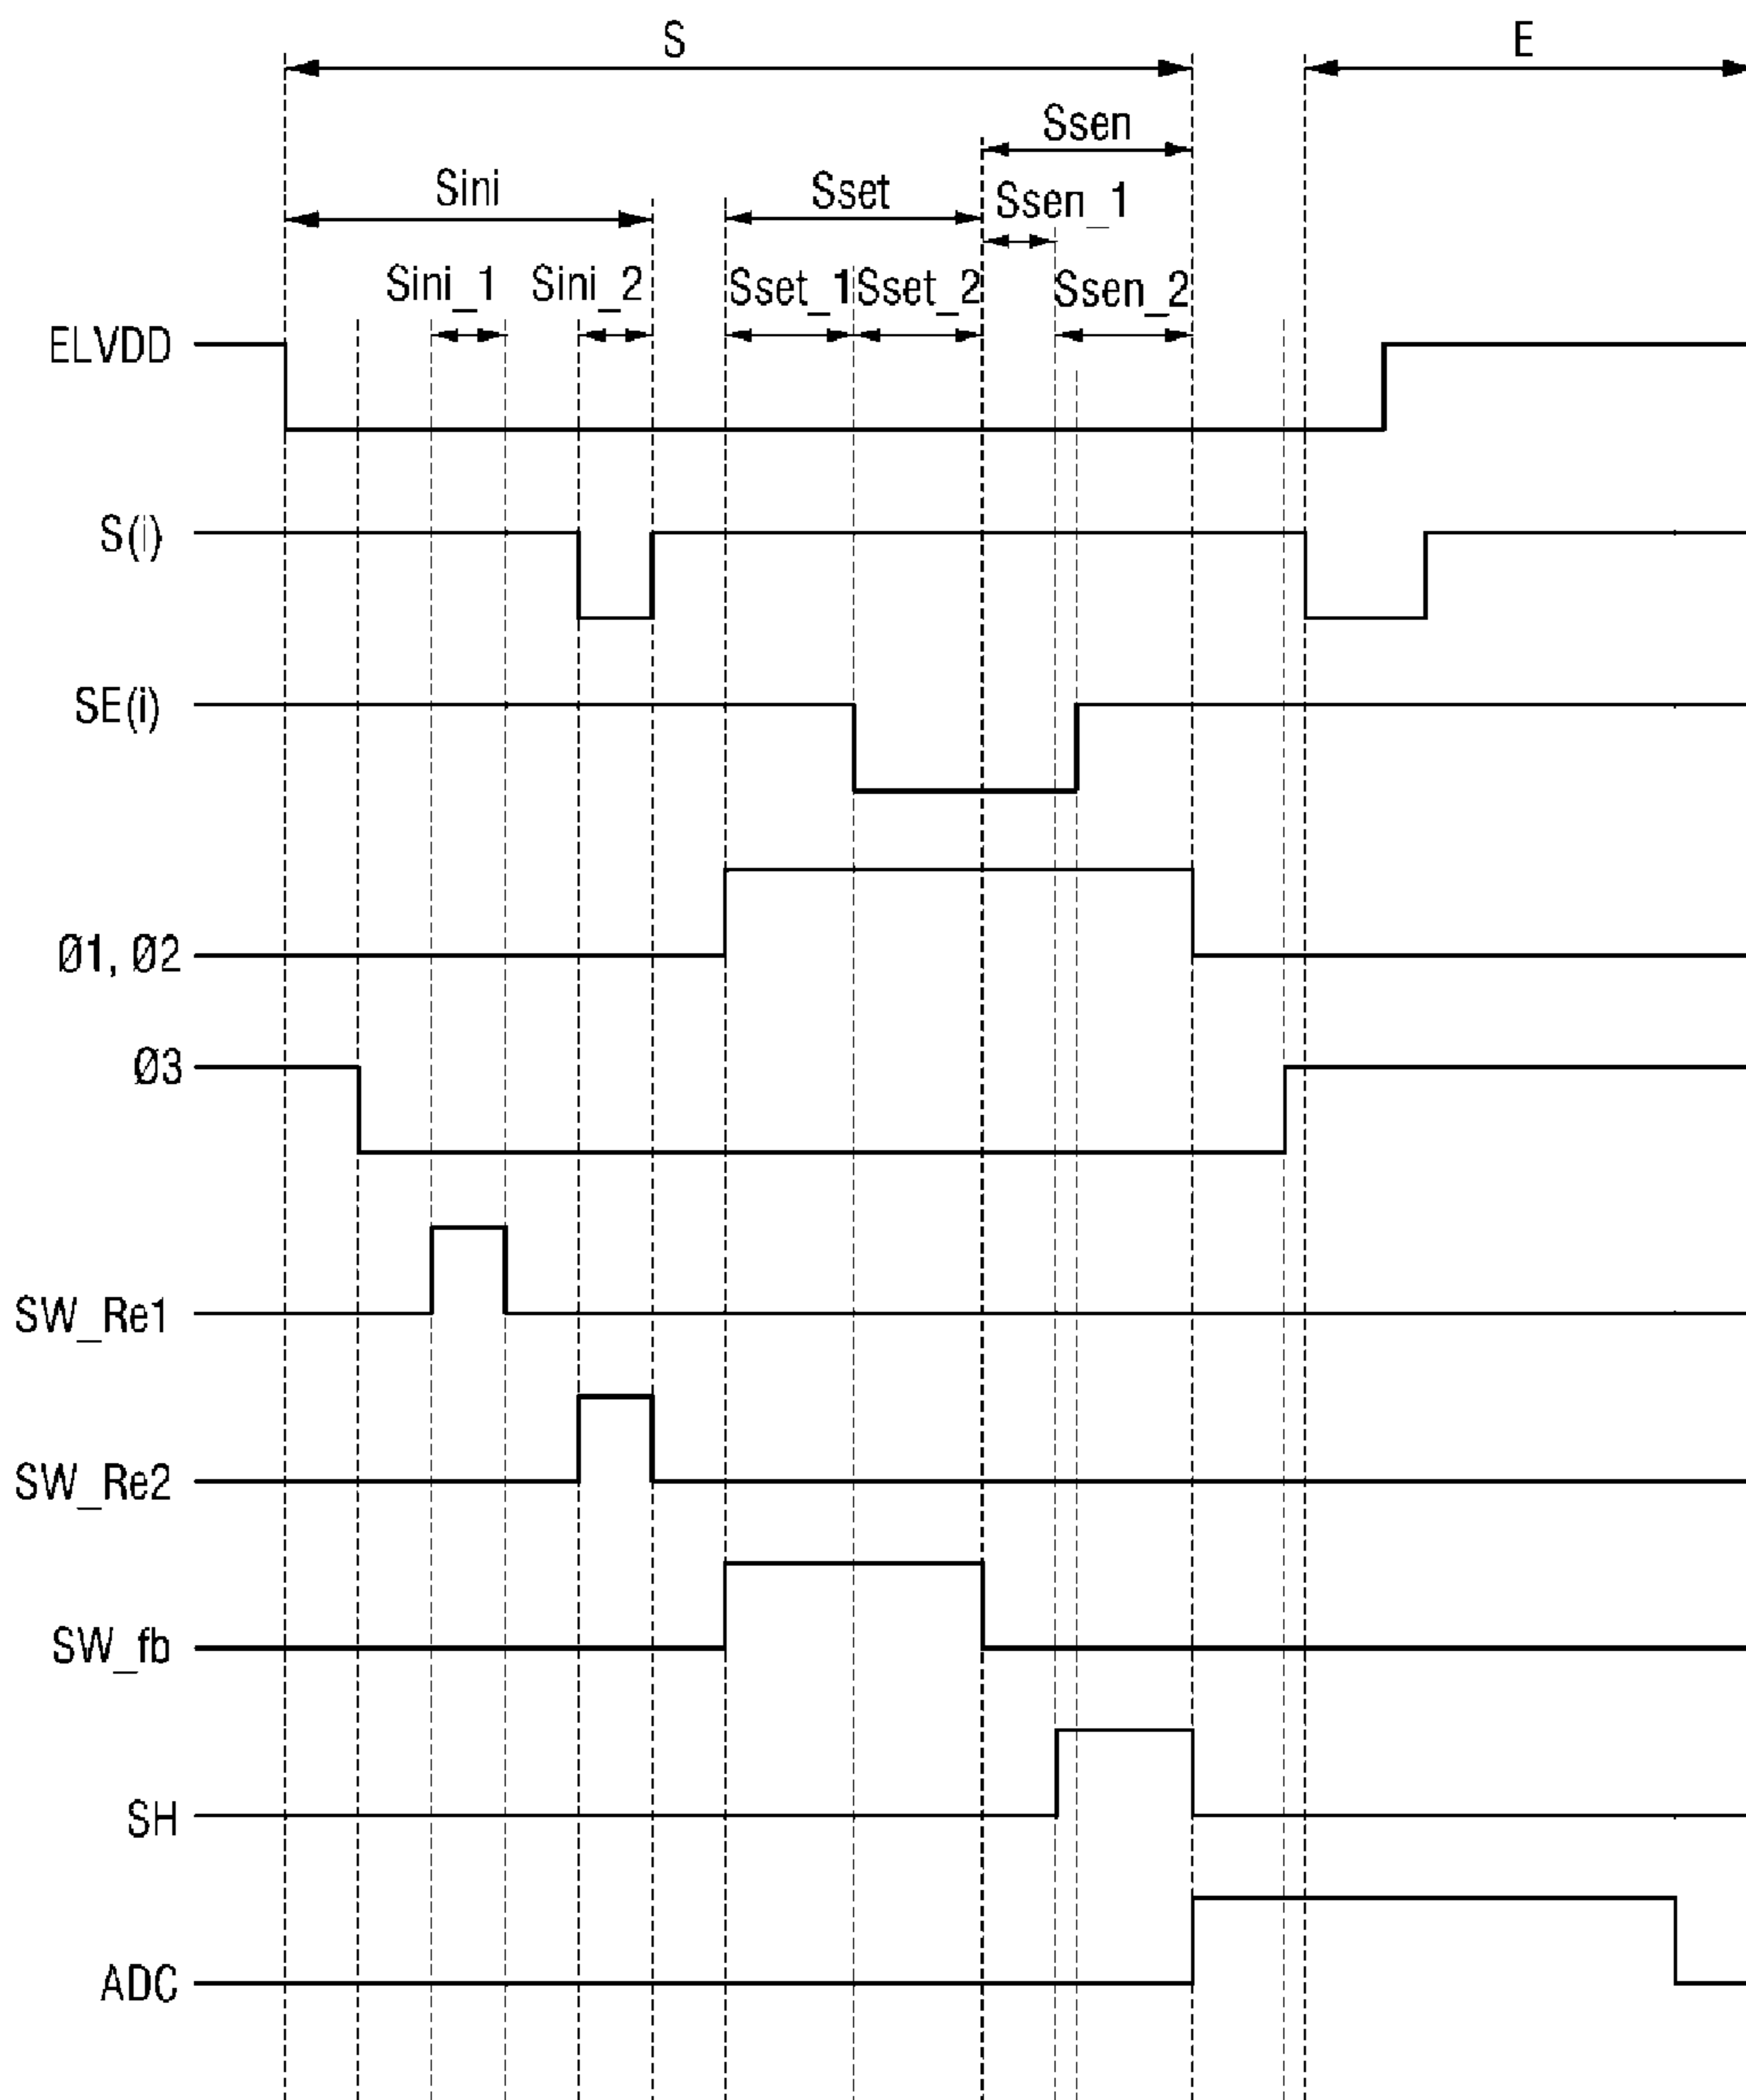 S
E
Ssen
Sini
Sset
Ssen_1
Sini_1
Sini_2
Sset_1
Sset_2
Ssen_2
ELVDD
S(i)
SE(i)
Ø1, Ø2
Ø3
SW_Re1
SW_Re2
SW_fb
SH
ADC